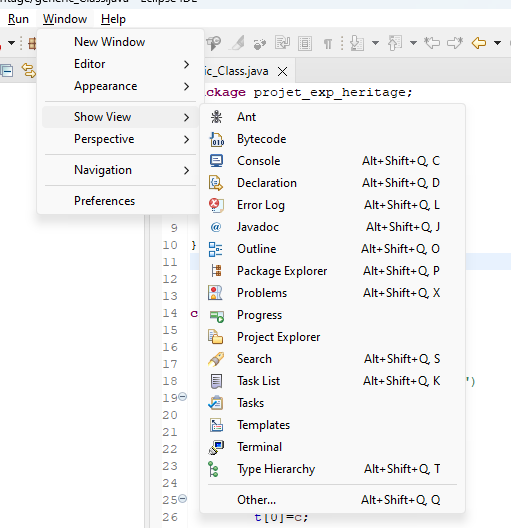 ntage/generic_Class.java - Eclipse IDE
Run Window Help
New Window
Editor
Appearance
Show View
Perspective
Navigation
Preferences
c_Class.java
ckage projet_exp_heritage;
Ant
Bytecode
Console Alt+Shift+Q, C
Declaration Alt+Shift+Q, D
Error Log Alt+Shift+Q, L
Javadoc Alt+Shift+Q, J
Outline Alt+Shift+Q, O
Package Explorer Alt+Shift+Q, P
Problems Alt+Shift+Q, X
Progress
Project Explorer
Search Alt+Shift+Q, S
Task List Alt+Shift+Q, K
Tasks
Templates
Terminal
Type Hierarchy Alt+Shift+Q, T
Other... Alt+Shift+Q, Q
9
10 }
11
12
13
14 c
15
16
17
18 ")
19
20
21
22
23
24
25
26 t[0]=c;